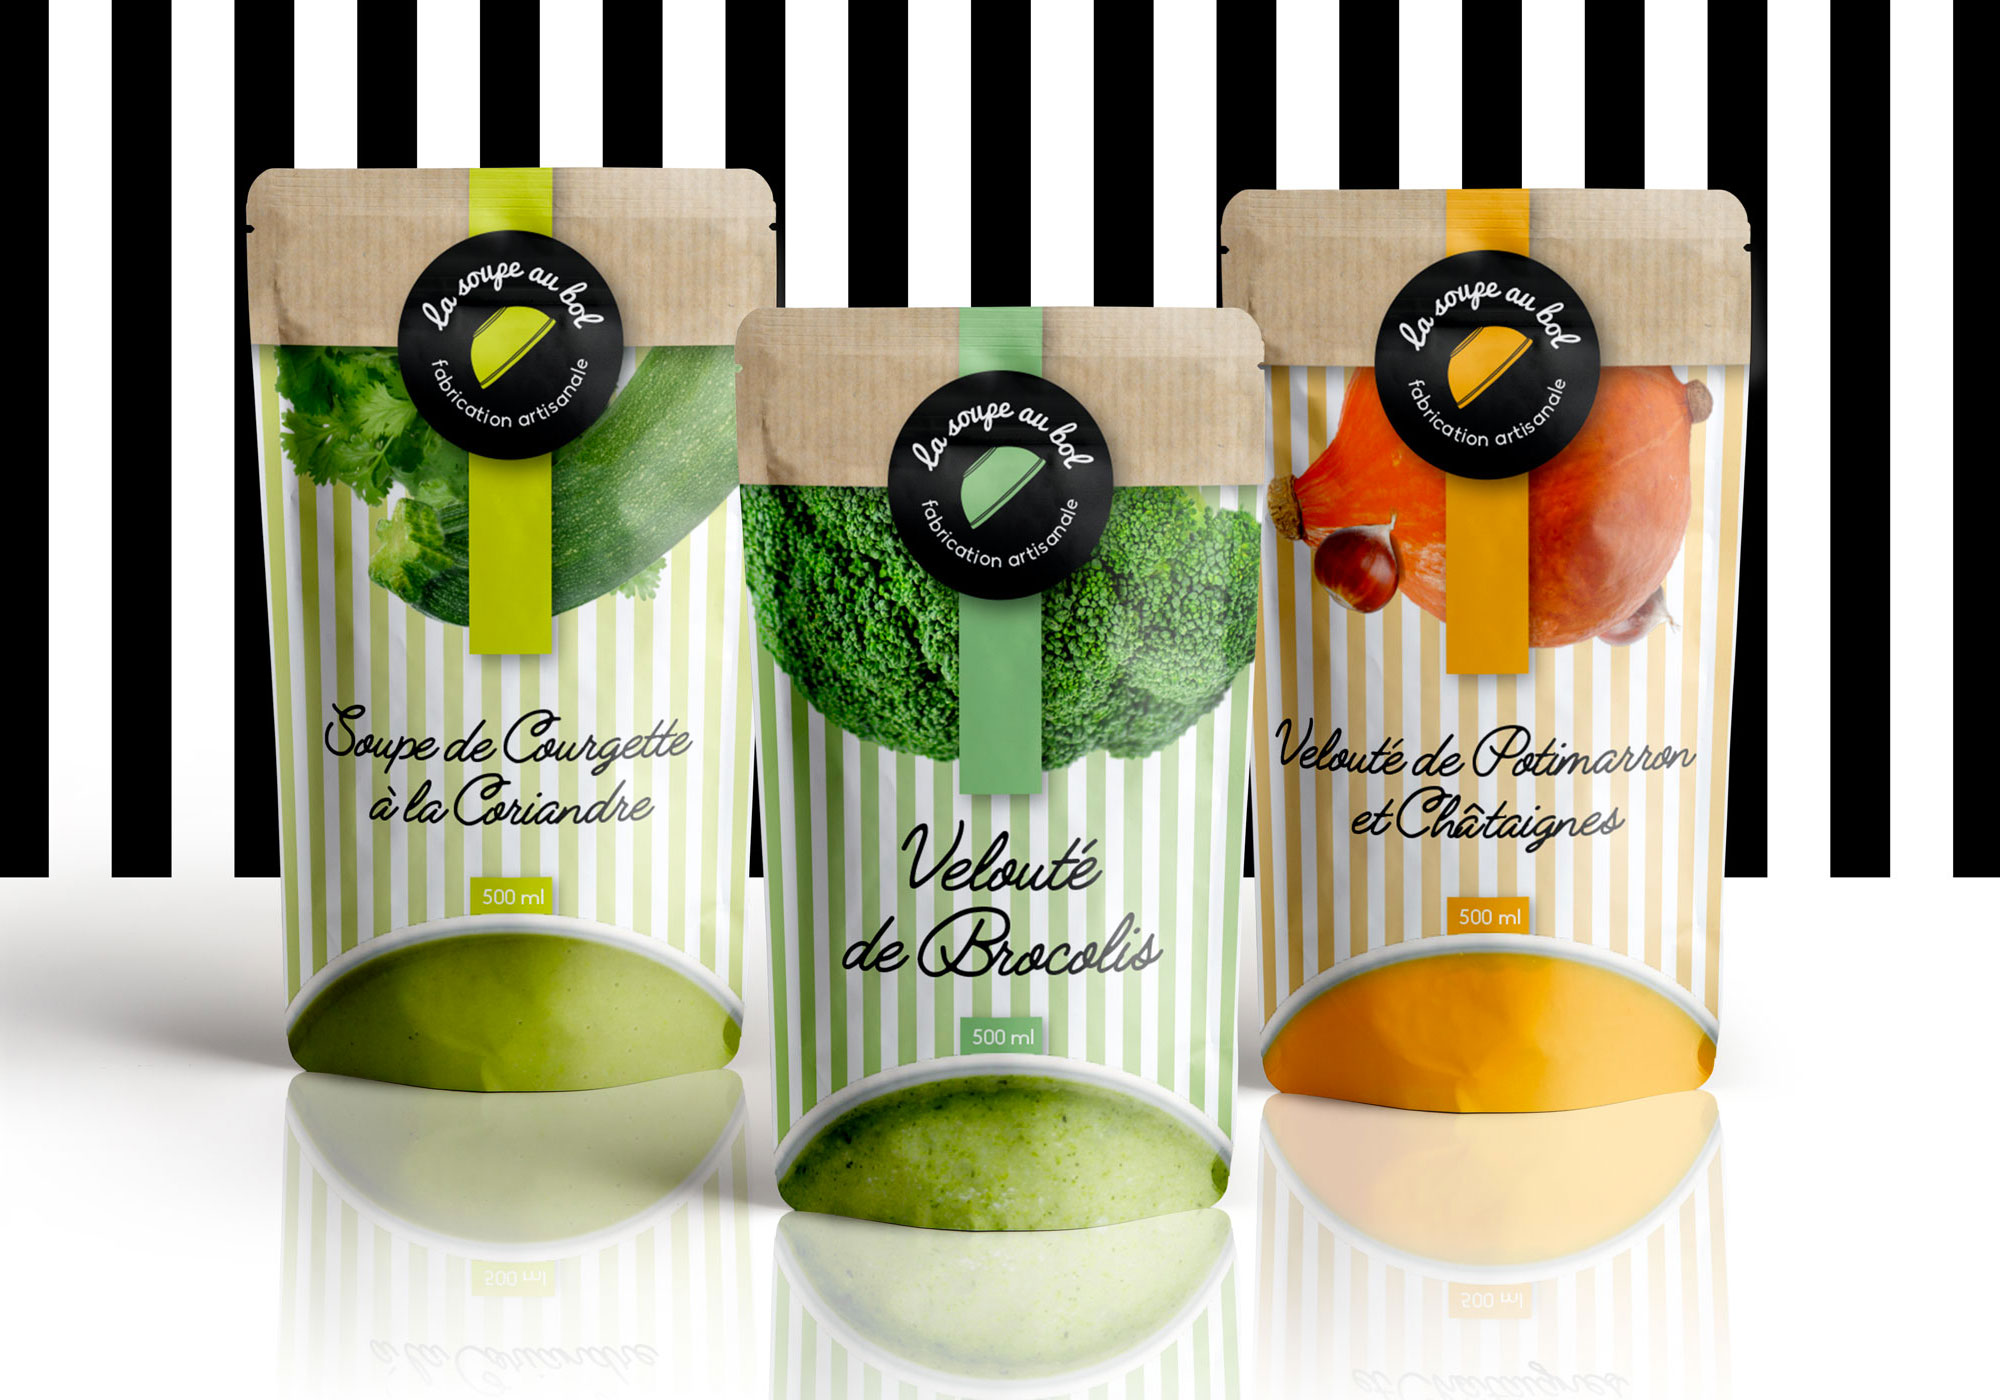 la soupe au bol
fabrication artisanale
Soupe de Courgette
à la Coriandre
500 ml
la soupe au bol
fabrication artisanale
Velouté
de Brocolis
500 ml
la soupe au bol
fabrication artisanale
Velouté de Potimarron
et Châtaignes
500 ml